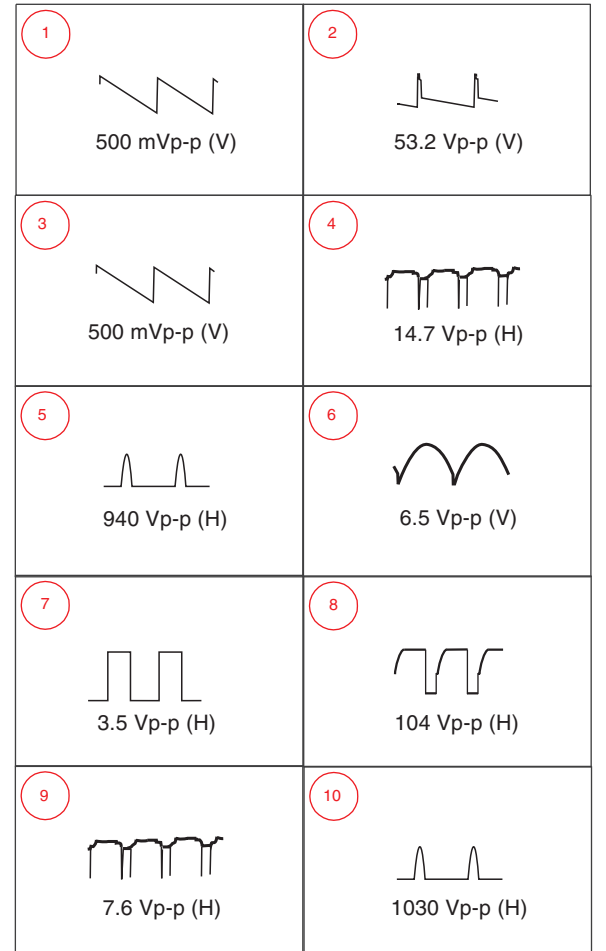 1
500 mVp-p (V)
2
53.2 Vp-p (V)
3
500 mVp-p (V)
4
14.7 Vp-p (H)
5
940 Vp-p (H)
6
6.5 Vp-p (V)
7
3.5 Vp-p (H)
8
104 Vp-p (H)
9
7.6 Vp-p (H)
10
1030 Vp-p (H)